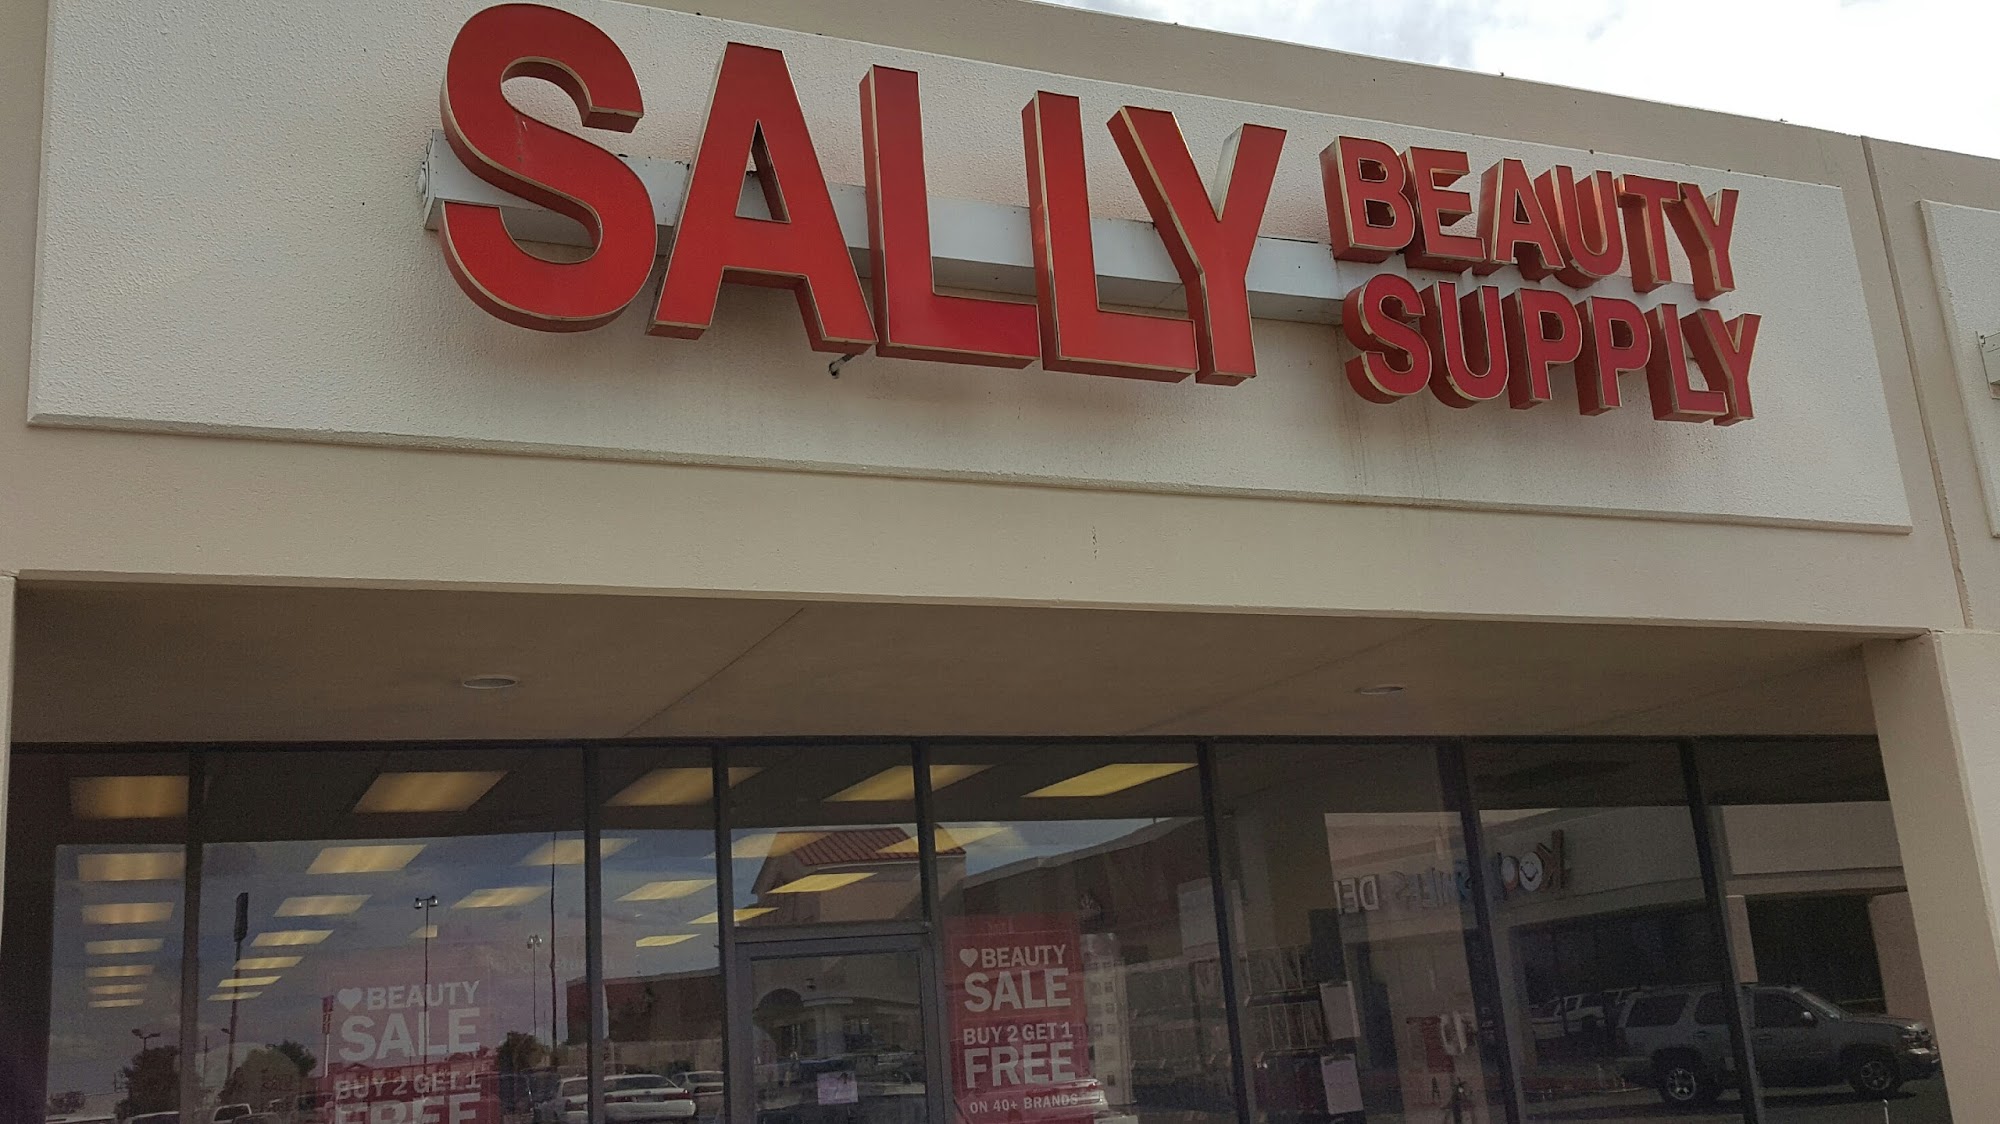 SALLY
BEAUTY
SUPPLY
BEAUTY
SALE
BUY 2 GET 1
FREE
BEAUTY
SALE
BUY 2 GET 1
FREE
ON 40+ BRANDS